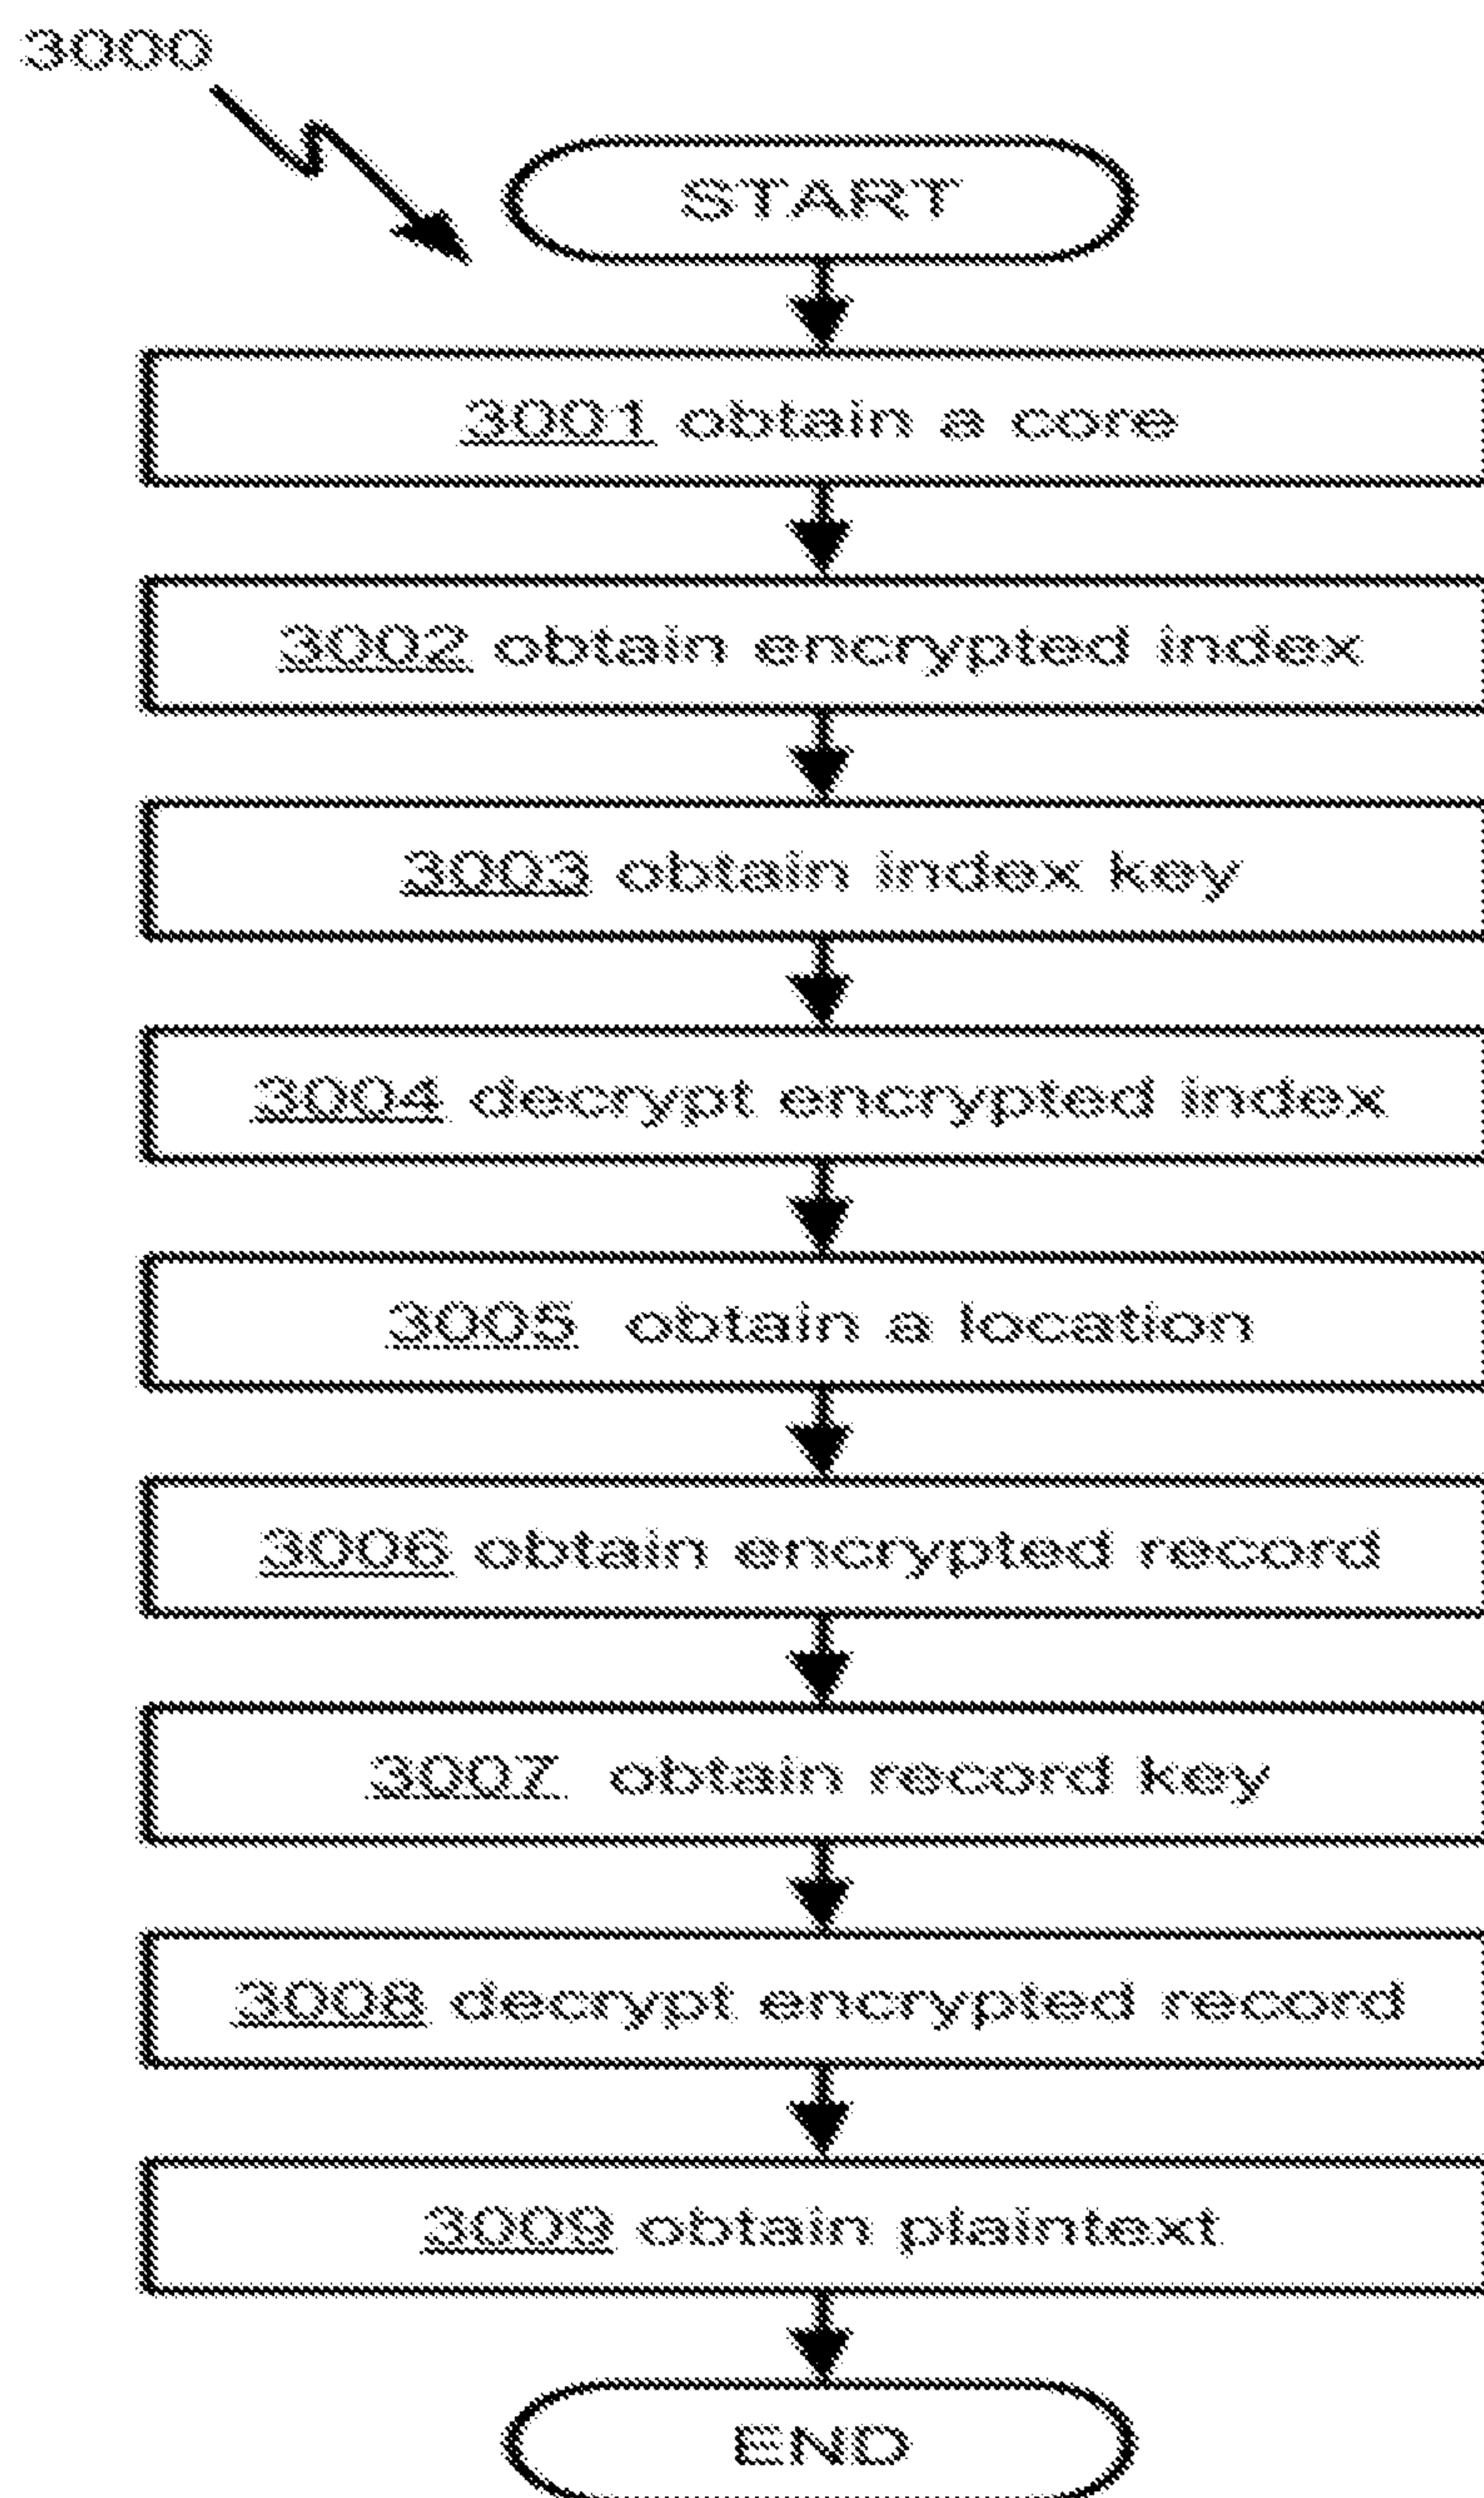 3000
START
3001 obtain a core
3002 obtain encrypted index
3003 obtain index key
3004 decrypt encrypted index
3005 obtain a location
3006 obtain encrypted record
3007 obtain record key
3008 decrypt encrypted record
3009 obtain plaintext
END